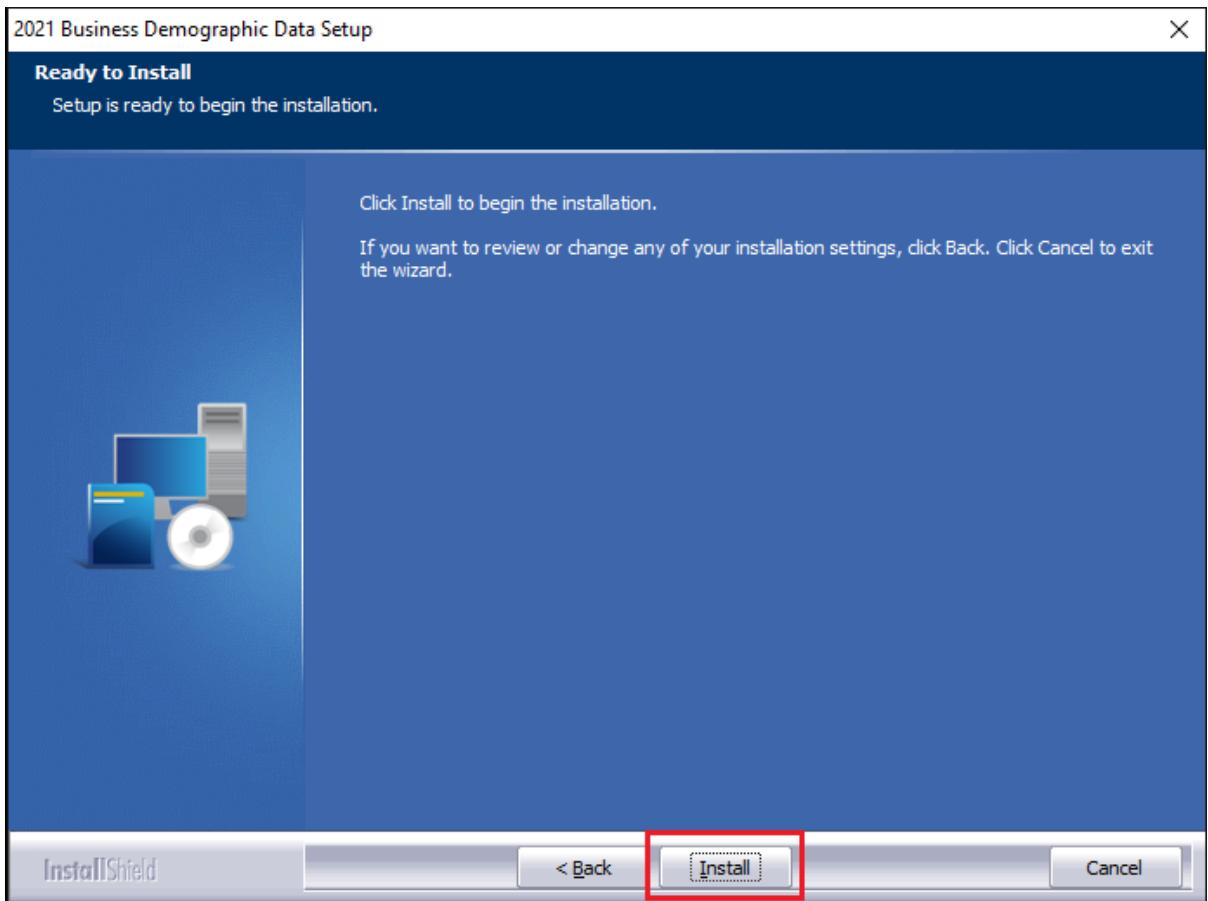 2021 Business Demographic Data Setup
Ready to Install
Setup is ready to begin the installation.
Click Install to begin the installation.
If you want to review or change any of your installation settings, click Back. Click Cancel to exit
the wizard.
InstallShield
< Back
Install
Cancel